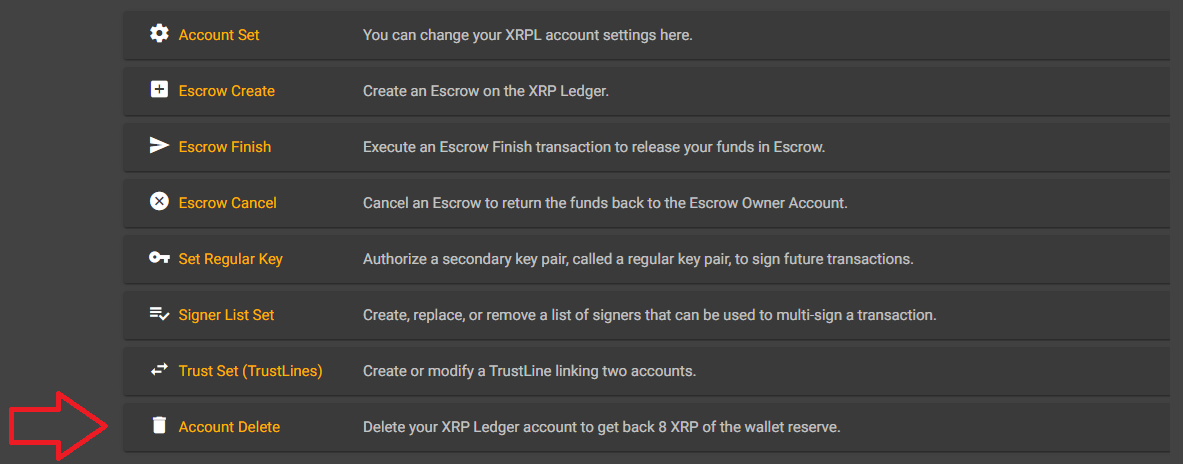 Account Set You can change your XRPL account settings here.
Escrow Create Create an Escrow on the XRP Ledger.
Escrow Finish Execute an Escrow Finish transaction to release your funds in Escrow.
Escrow Cancel Cancel an Escrow to return the funds back to the Escrow Owner Account.
Set Regular Key Authorize a secondary key pair, called a regular key pair, to sign future transactions.
Signer List Set Create, replace, or remove a list of signers that can be used to multi-sign a transaction.
Trust Set (TrustLines) Create or modify a TrustLine linking two accounts.
Account Delete Delete your XRP Ledger account to get back 8 XRP of the wallet reserve.